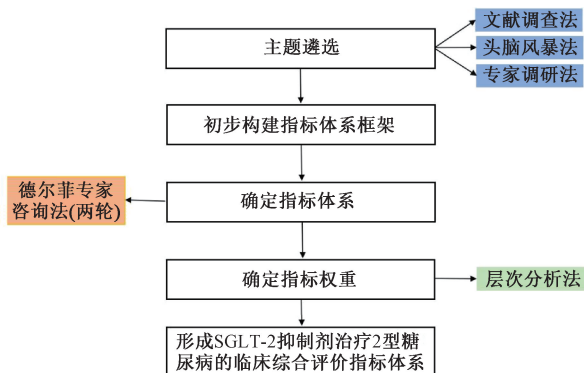 文献调查法
主题遴选
头脑风暴法
专家调研法
初步构建指标体系框架
德尔菲专家
咨询法(两轮)
确定指标体系
确定指标权重
层次分析法
形成SGLT-2抑制剂治疗2型糖
尿病的临床综合评价指标体系